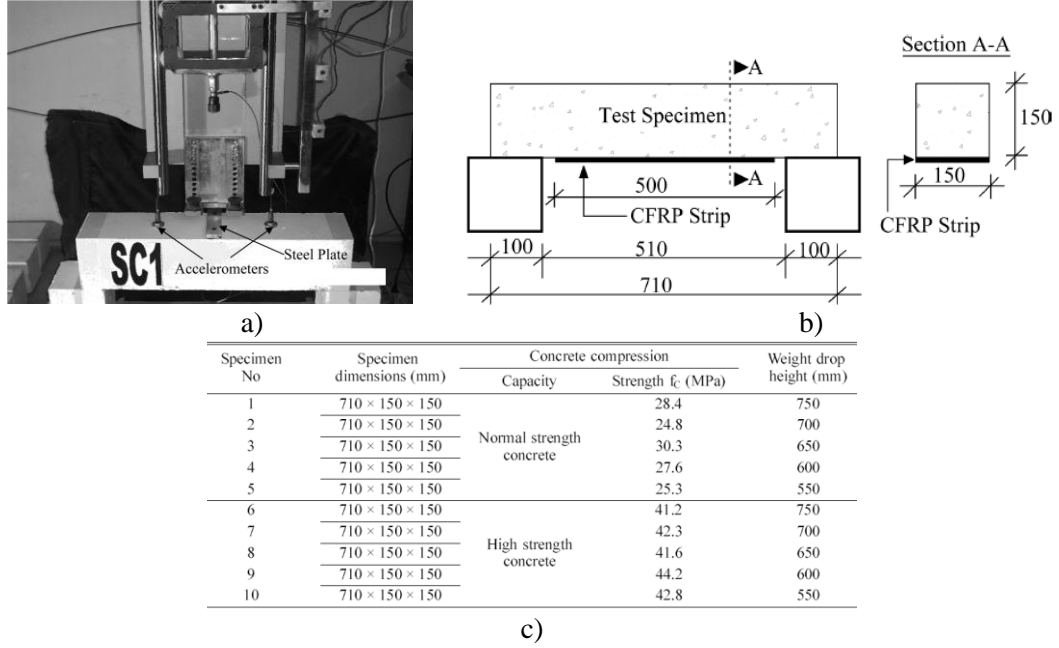 SC1
Accelerometers
Steel Plate
a)
A
Test Specimen
A
500
CFRP Strip
100
510
100
710
Section A-A
150
150
CFRP Strip
b)
Specimen No
Specimen dimensions (mm)
Concrete compression
Weight drop height (mm)
Capacity
Strength fC (MPa)
1 710 × 150 × 150 28.4 750
2 710 × 150 × 150 24.8 700
Normal strength concrete
3 710 × 150 × 150 30.3 650
4 710 × 150 × 150 27.6 600
5 710 × 150 × 150 25.3 550
6 710 × 150 × 150 41.2 750
7 710 × 150 × 150 42.3 700
High strength concrete
8 710 × 150 × 150 41.6 650
9 710 × 150 × 150 44.2 600
10 710 × 150 × 150 42.8 550
c)